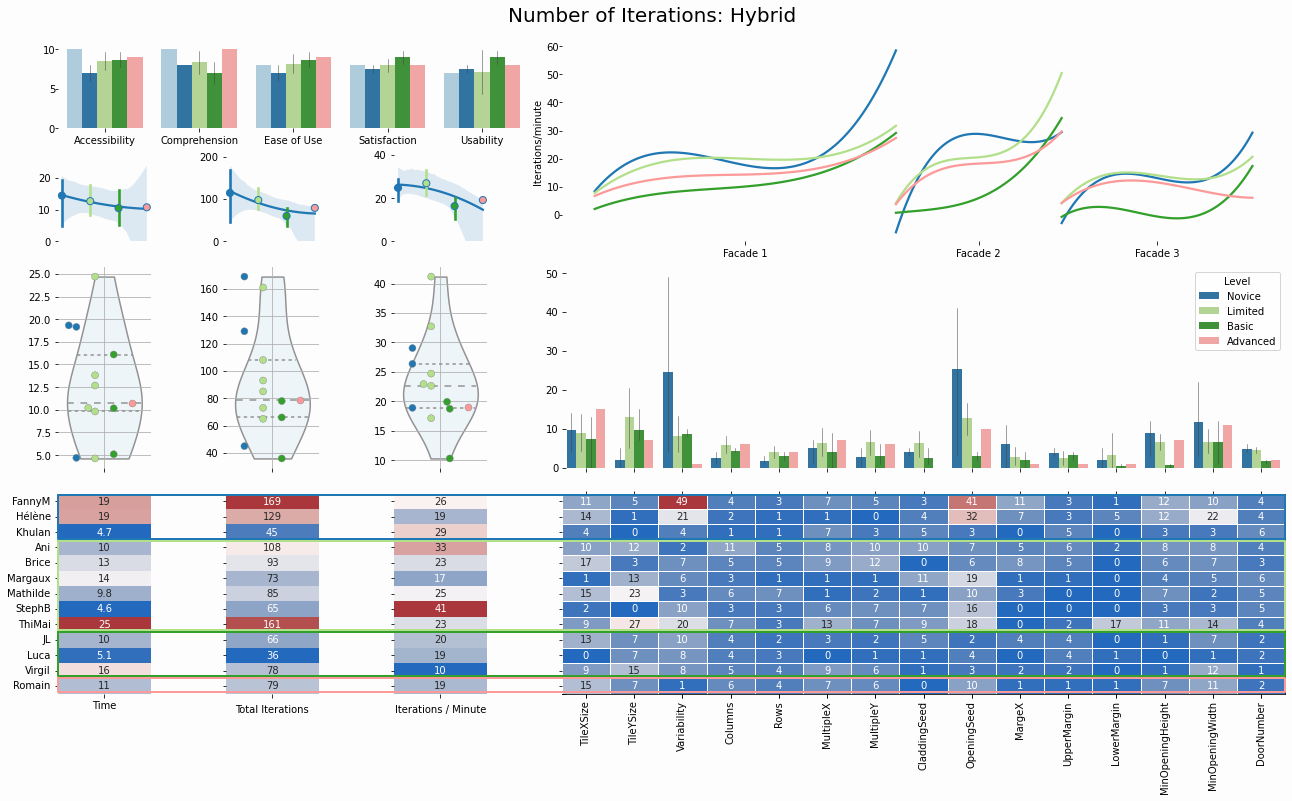 Number of Iterations: Hybrid
10
5
0
Accessibility Comprehension Ease of Use Satisfaction Usability
60
50
40
30
20
10
0
Iterations/minute
Facade 1 Facade 2 Facade 3
20
10
0
200
100
0
40
20
0
25.0
22.5
20.0
17.5
15.0
12.5
10.0
7.5
5.0
160
140
120
100
80
60
40
40
35
30
25
20
15
10
50
40
30
20
10
0
Level
Novice
Limited
Basic
Advanced
FannyM 19 169 26 11 5 49 4 3 7 5 3 41 11 3 1 12 10 4
Hélène 19 129 19 14 1 21 2 1 1 0 4 32 7 3 5 12 22 4
Khulan 4.7 45 29 4 0 4 1 1 7 3 5 3 0 5 0 3 3 6
Ani 10 108 33 10 12 2 11 5 8 10 10 7 5 6 2 8 8 4
Brice 13 93 23 17 3 7 5 5 9 12 0 6 8 5 0 6 7 3
Margaux 14 73 17 1 13 6 3 1 1 1 11 19 1 1 0 4 5 6
Mathilde 9.8 85 25 15 23 3 6 7 1 2 1 10 3 0 0 7 2 5
StephB 4.6 65 41 2 0 10 3 3 6 7 7 16 0 0 0 3 3 5
ThiMai 25 161 23 9 27 20 7 3 13 7 9 18 0 2 17 11 14 4
JL 10 66 20 13 7 10 4 2 3 2 5 2 4 4 0 1 7 2
Luca 5.1 36 19 0 7 8 3 0 1 1 4 0 4 1 0 1 2
Virgil 16 78 10 9 15 8 5 4 9 6 1 3 2 2 0 1 12 1
Romain 11 79 19 15 7 1 6 4 7 6 0 10 1 1 1 7 11 2
Time Total Iterations Iterations / Minute
TileXSize
TileYSize
Variability
Columns
Rows
MultipleX
MultipleY
CladdingSeed
OpeningSeed
MargeX
UpperMargin
LowerMargin
MinOpeningHeight
MinOpeningWidth
DoorNumber